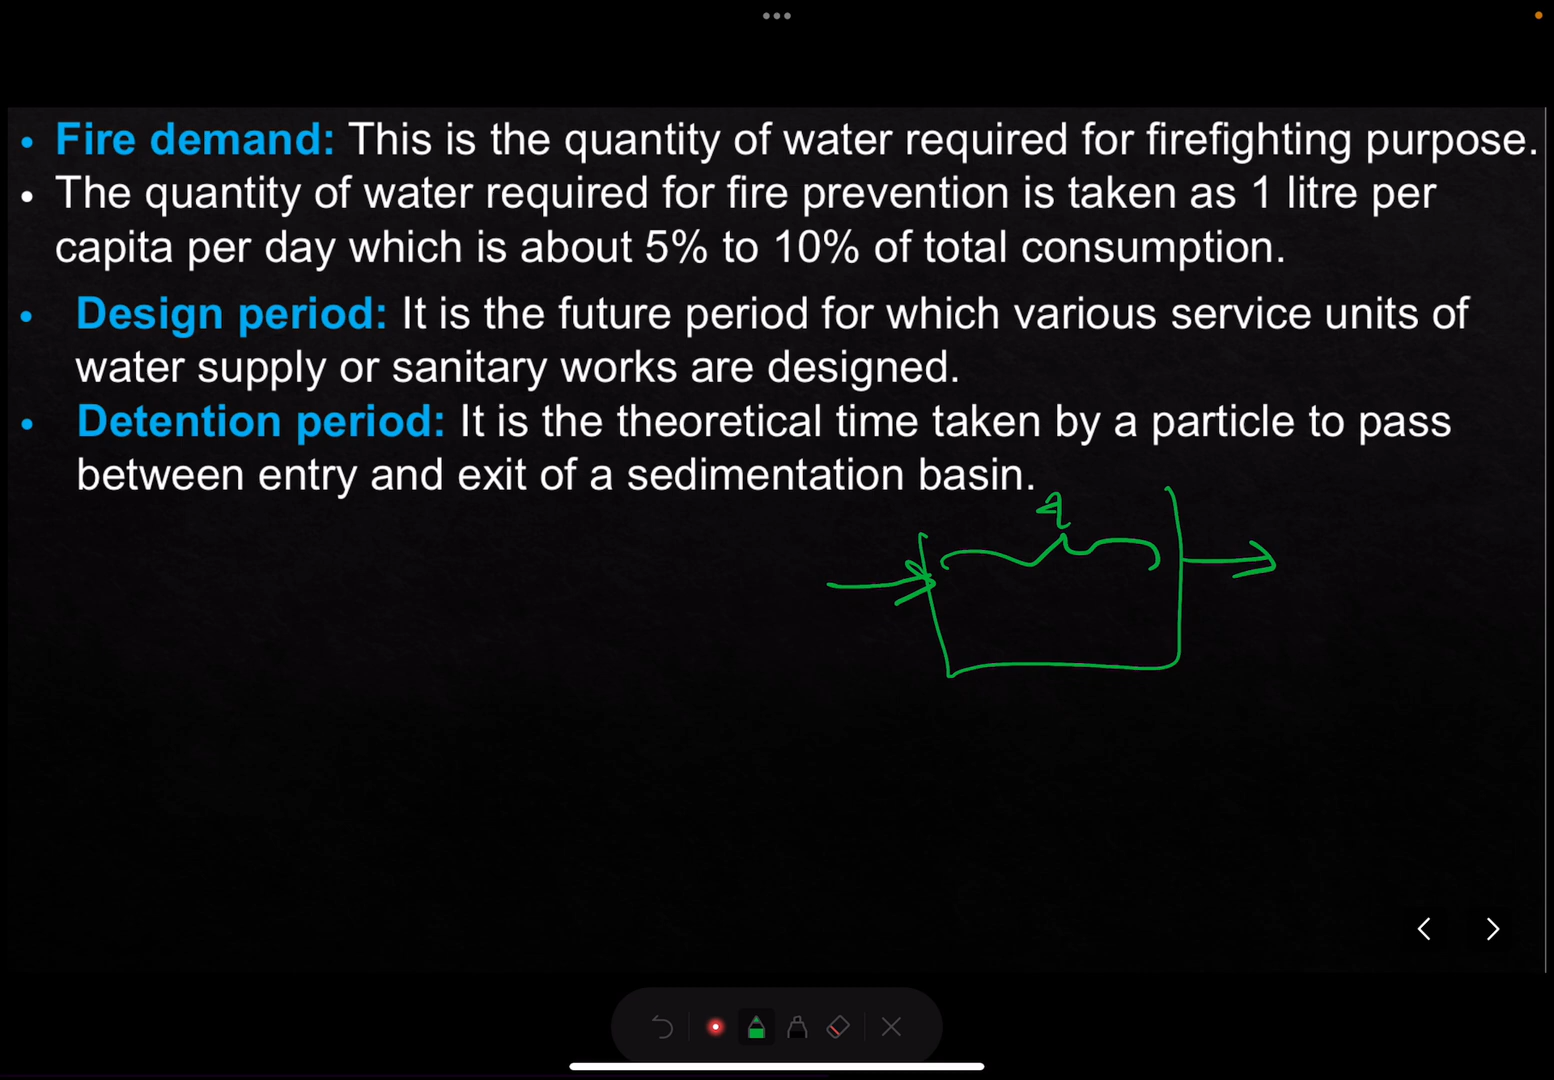 • Fire demand: This is the quantity of water required for firefighting purpose.
• The quantity of water required for fire prevention is taken as 1 litre per
capita per day which is about 5% to 10% of total consumption.
• Design period: It is the future period for which various service units of
water supply or sanitary works are designed.
• Detention period: It is the theoretical time taken by a particle to pass
between entry and exit of a sedimentation basin.